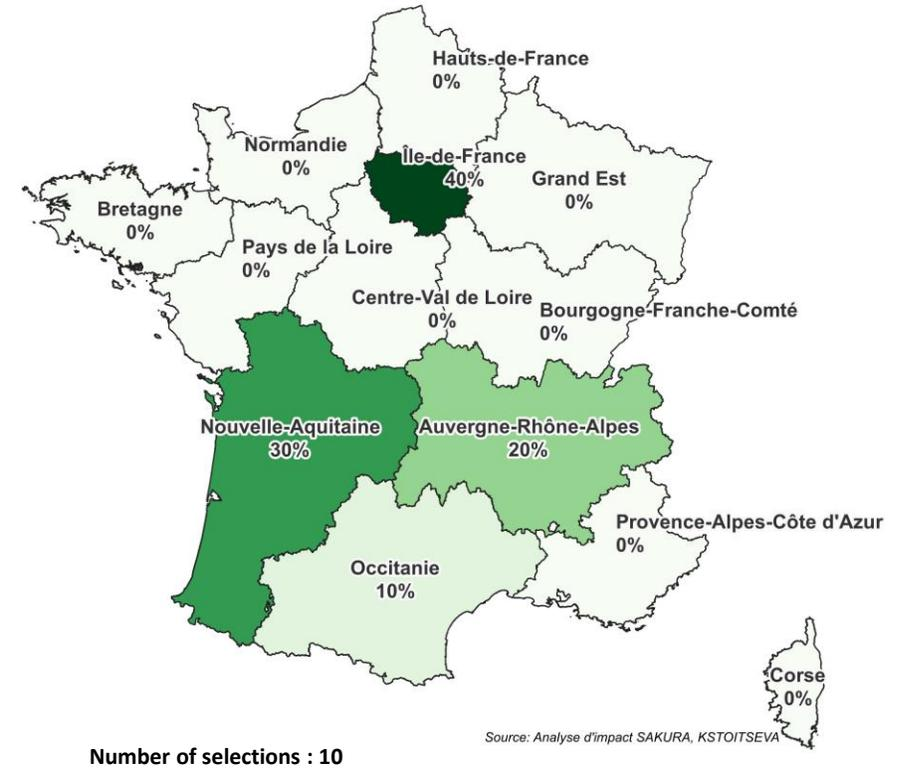 Hauts-de-France
0%
Normandie
0%
Île-de-France
40%
Grand Est
0%
Bretagne
0%
Pays de la Loire
0%
Centre-Val de Loire
0%
Bourgogne-Franche-Comté
0%
Nouvelle-Aquitaine
30%
Auvergne-Rhône-Alpes
20%
Provence-Alpes-Côte d'Azur
0%
Occitanie
10%
Corse
0%
Source: Analyse d'impact SAKURA, KSTOITSEVA
Number of selections : 10